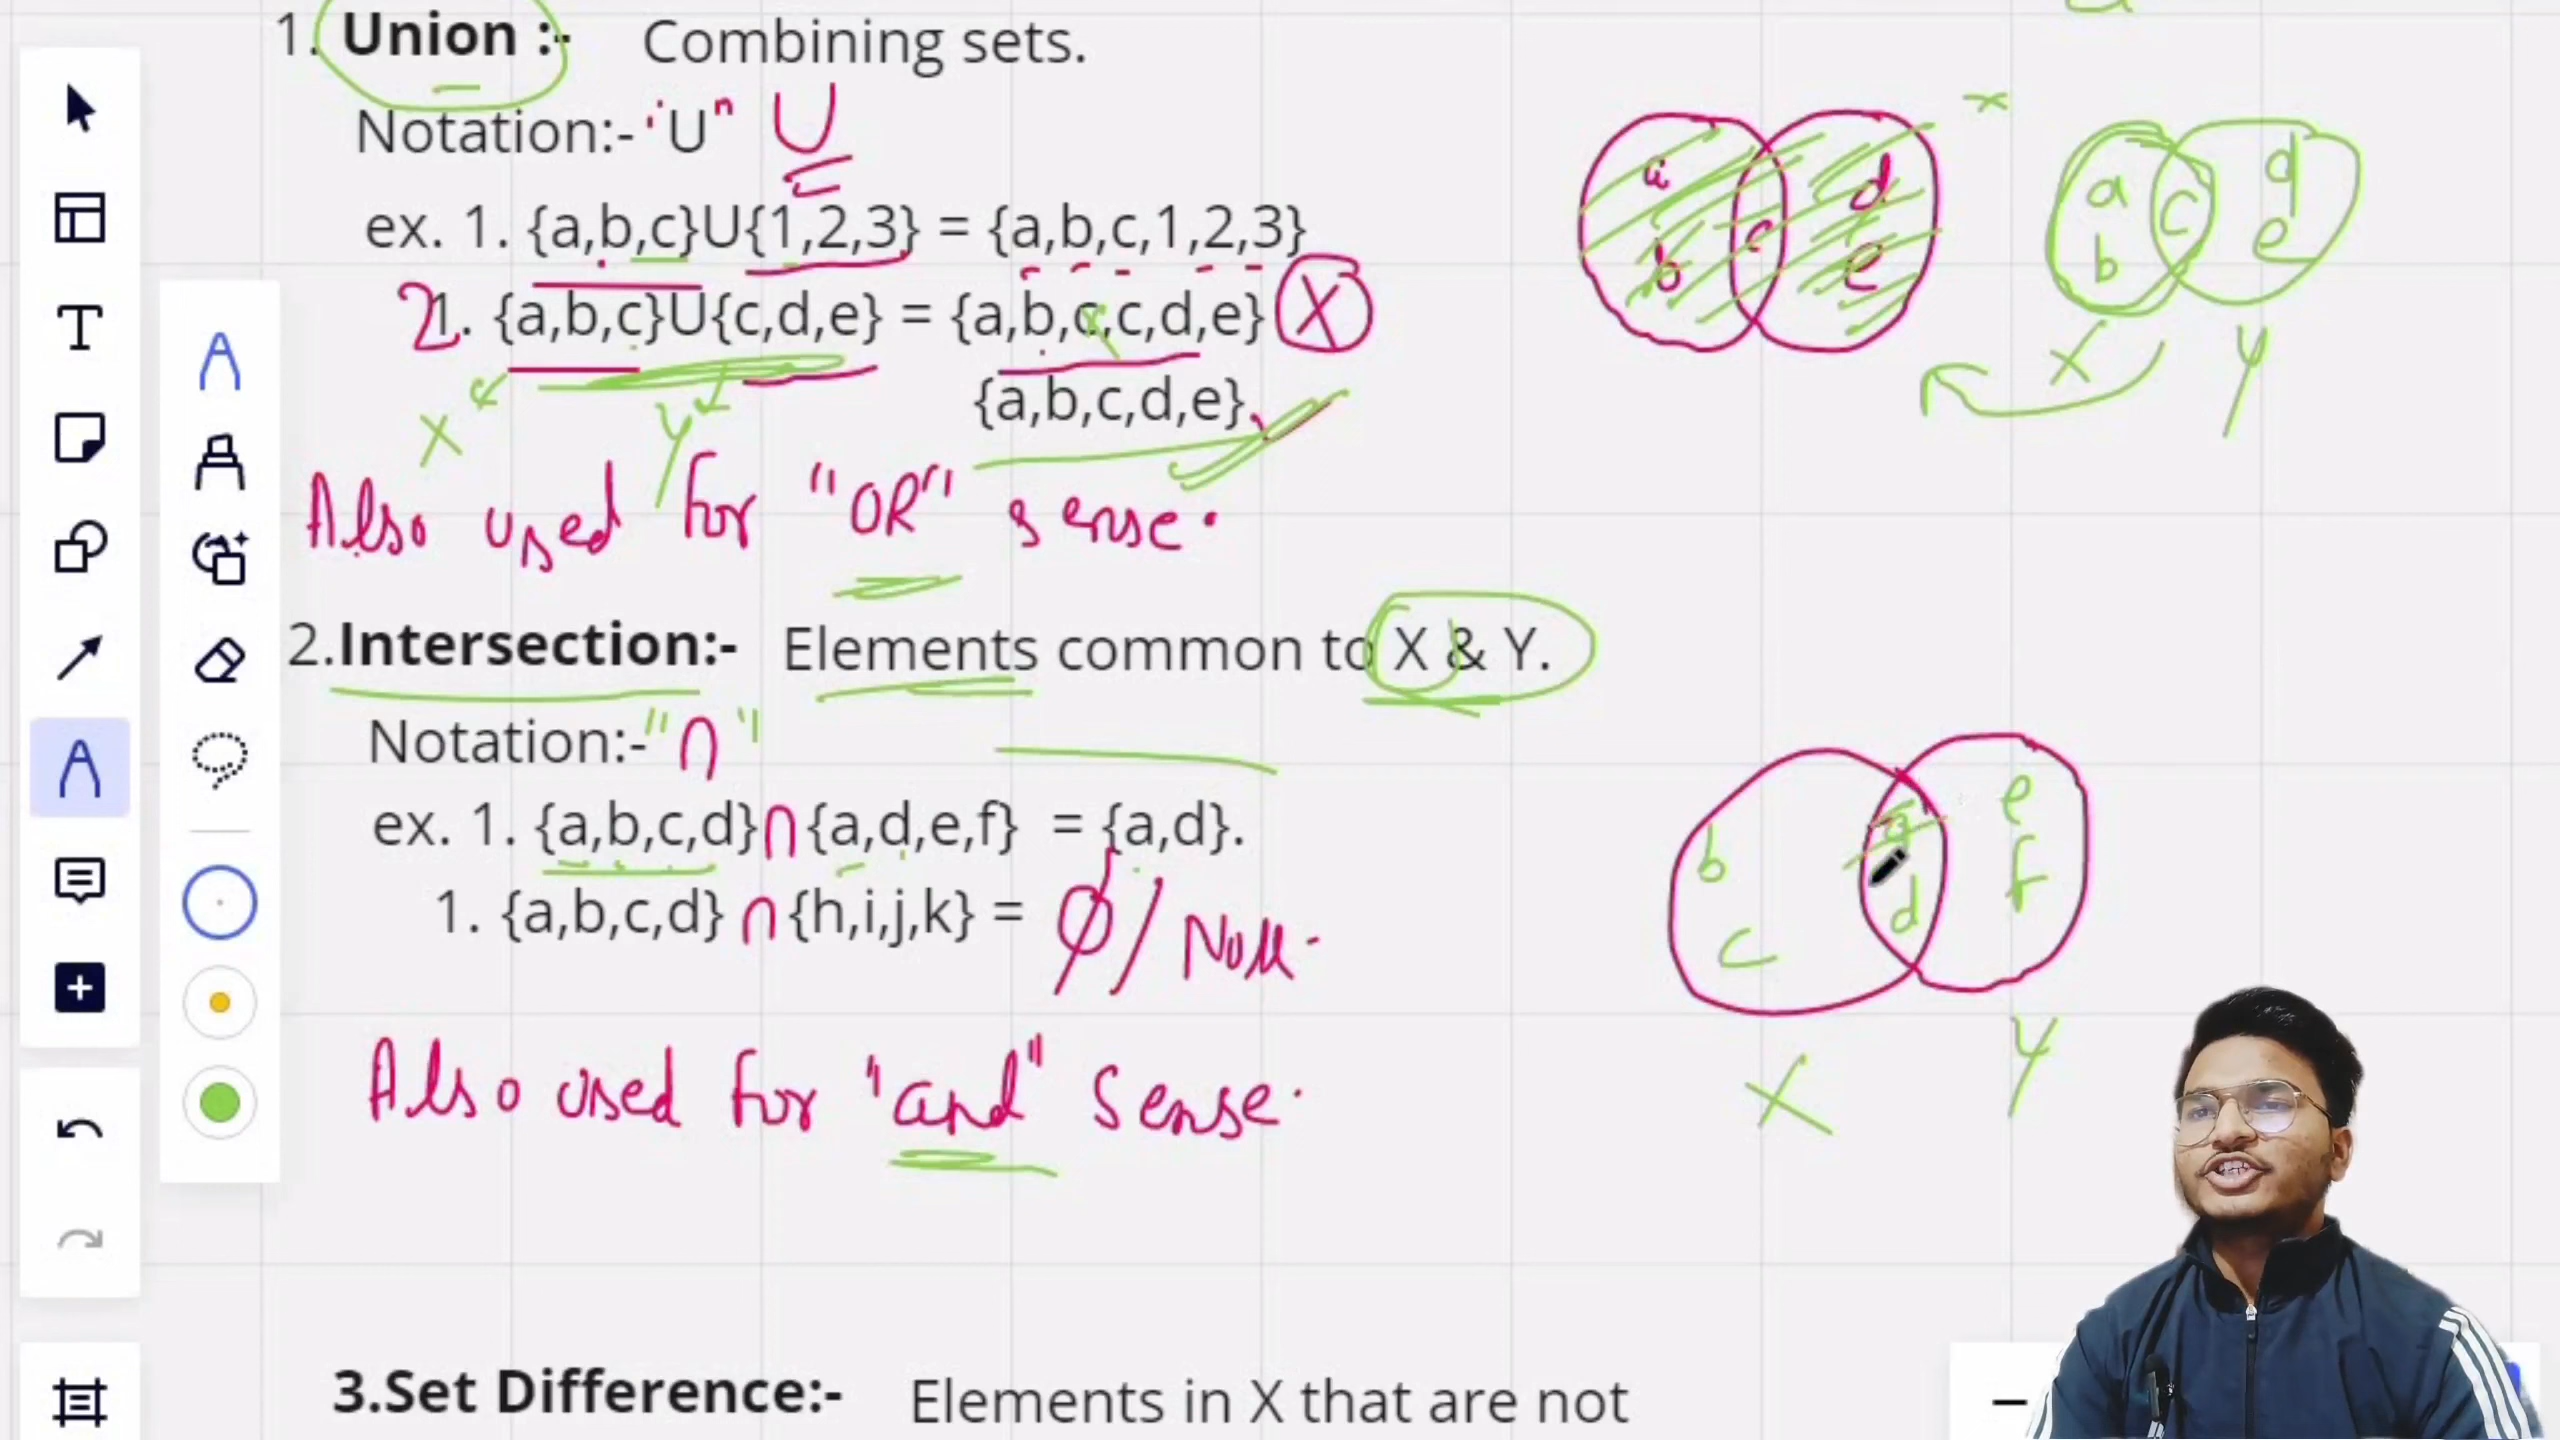 1. Union :- Combining sets.
Notation:- "U" U
ex. 1. {a,b,c}U{1,2,3} = {a,b,c,1,2,3}
2. {a,b,c}U{c,d,e} = {a,b,c,c,d,e} X
{a,b,c,d,e}.
X Y
Also used for "OR" sense.
a b c d e
x
a b c d e
X Y
2.Intersection:- Elements common to X & Y.
Notation:- "∩"
ex. 1. {a,b,c,d}∩{a,d,e,f} = {a,d}.
1. {a,b,c,d} ∩ {h,i,j,k} = ϕ / Null.
Also used for "and" sense.
b c a d e f
X Y
3.Set Difference:- Elements in X that are not